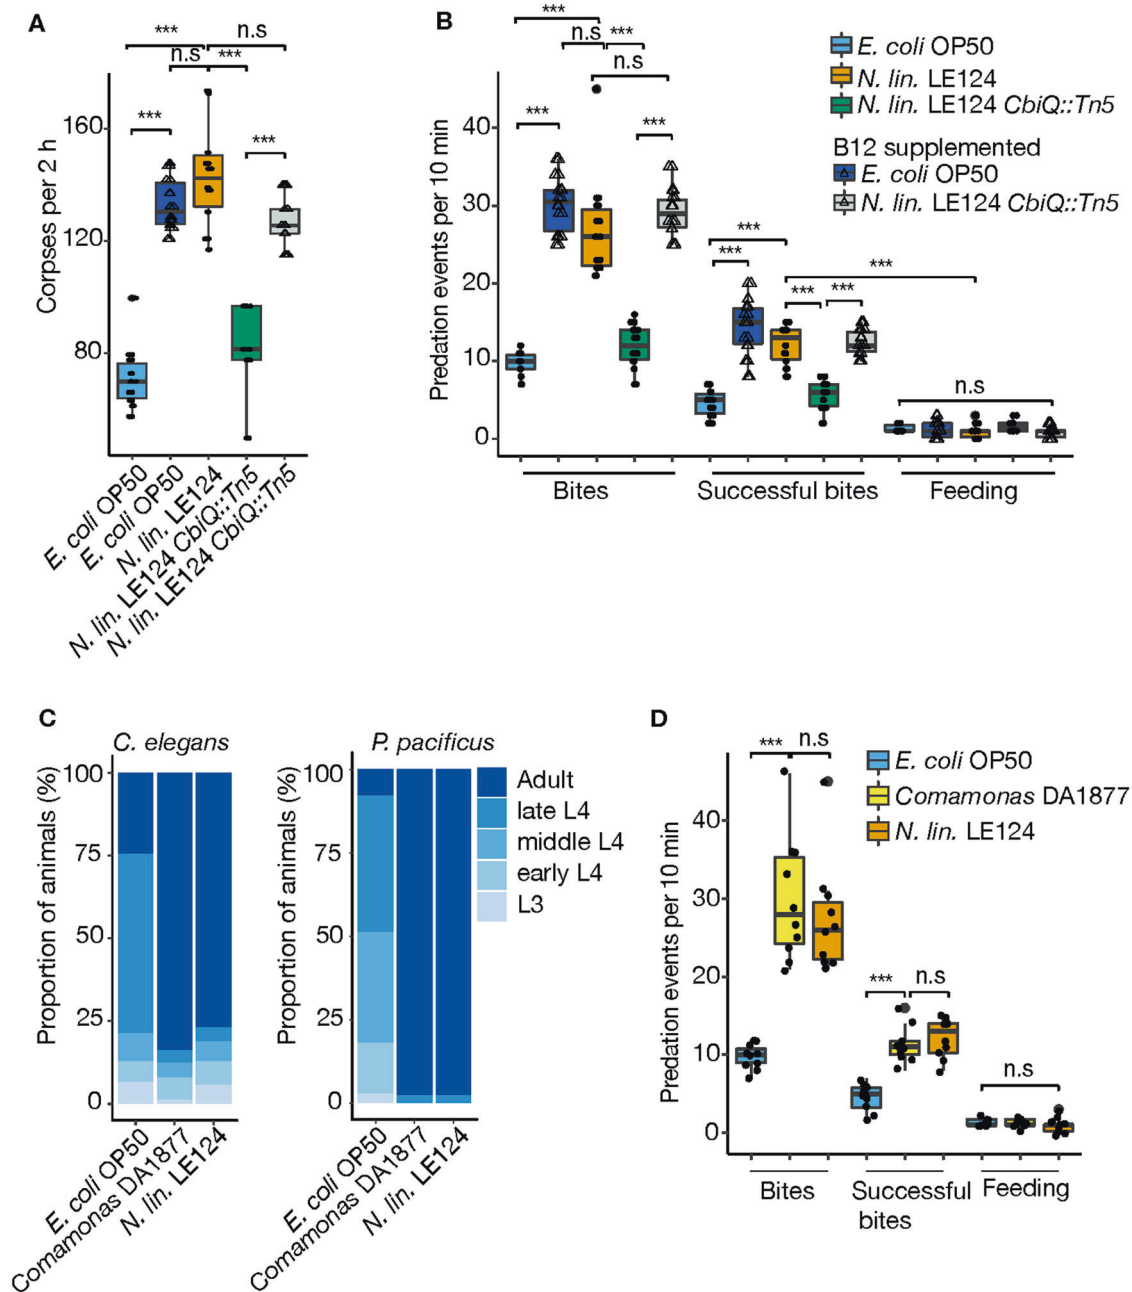 A
***
n.s
n.s
***
***
***
Corpses per 2 h
160
120
80
E. coli OP50
E. coli OP50
N. lin. LE124
N. lin. LE124 CbiQ::Tn5
N. lin. LE124 CbiQ::Tn5
B
***
n.s
***
n.s
***
***
***
***
***
***
***
n.s
Predation events per 10 min
40
30
20
10
0
Bites
Successful bites
Feeding
E. coli OP50
N. lin. LE124
N. lin. LE124 CbiQ::Tn5
B12 supplemented
E. coli OP50
N. lin. LE124 CbiQ::Tn5
C
C. elegans
Proportion of animals (%)
100
75
50
25
0
E. coli OP50
Comamonas DA1877
N. lin. LE124
P. pacificus
Proportion of animals (%)
100
75
50
25
0
E. coli OP50
Comamonas DA1877
N. lin. LE124
Adult
late L4
middle L4
early L4
L3
D
***
n.s
***
n.s
n.s
E. coli OP50
Comamonas DA1877
N. lin. LE124
Predation events per 10 min
40
30
20
10
0
Bites
Successful
bites
Feeding